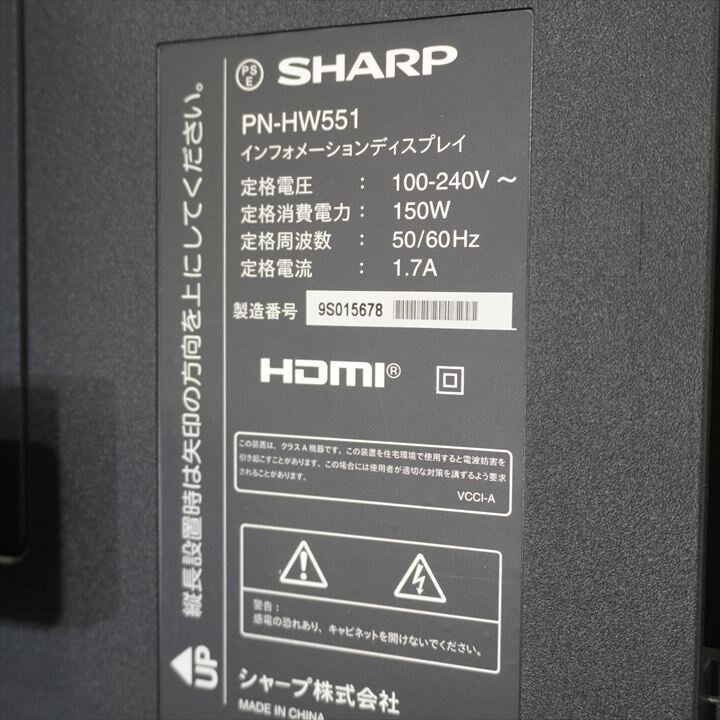 PS
E
SHARP
PN-HW551
インフォメーションディスプレイ
定格電圧 : 100-240V ～
定格消費電力 : 150W
定格周波数 : 50/60Hz
定格電流 : 1.7A
製造番号 9S015678
HDMI®
この装置は、クラスA機器です。この装置を住宅環境で使用すると電波妨害を
引き起こすことがあります。この場合には使用者が適切な対策を講ずるよう要求
されることがあります。
VCCI-A
警告:
感電の恐れあり、キャビネットを開けないでください。
シャープ株式会社
MADE IN CHINA
縦長設置時は矢印の方向を上にしてください。
UP